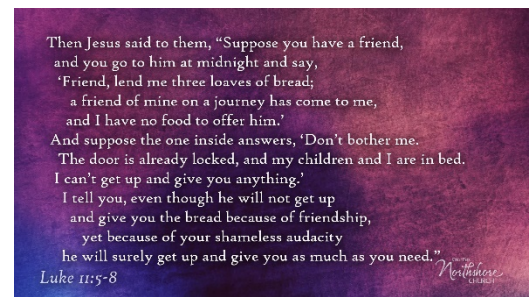 Then Jesus said to them, “Suppose you have a friend,
and you go to him at midnight and say,
‘Friend, lend me three loaves of bread;
a friend of mine on a journey has come to me,
and I have no food to offer him.’
And suppose the one inside answers, ‘Don’t bother me.
The door is already locked, and my children and I are in bed.
I can’t get up and give you anything.’
I tell you, even though he will not get up
and give you the bread because of friendship,
yet because of your shameless audacity
he will surely get up and give you as much as you need.”
Luke 11:5-8
Northshore
CHURCH